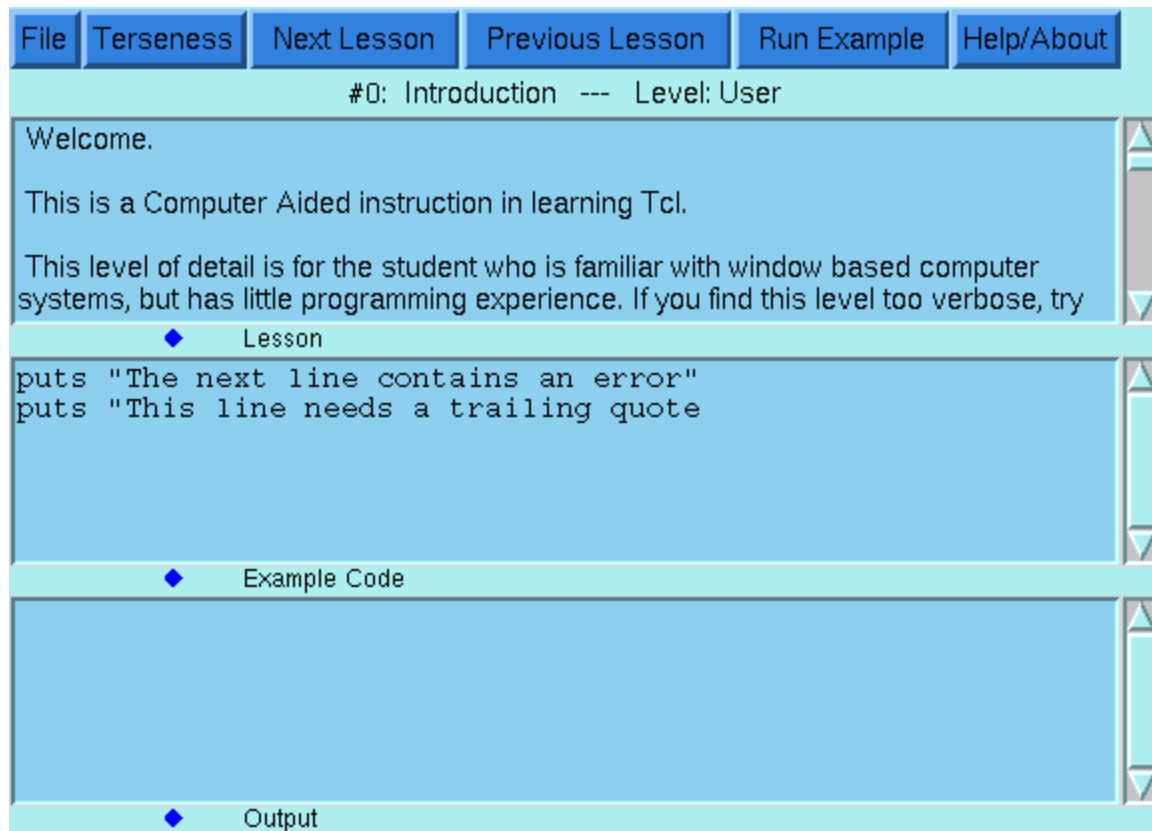 File Terseness Next Lesson Previous Lesson Run Example Help/About
#0: Introduction --- Level: User
Welcome.
This is a Computer Aided instruction in learning Tcl.
This level of detail is for the student who is familiar with window based computer
systems, but has little programming experience. If you find this level too verbose, try
Lesson
puts "The next line contains an error"
puts "This line needs a trailing quote
Example Code
Output